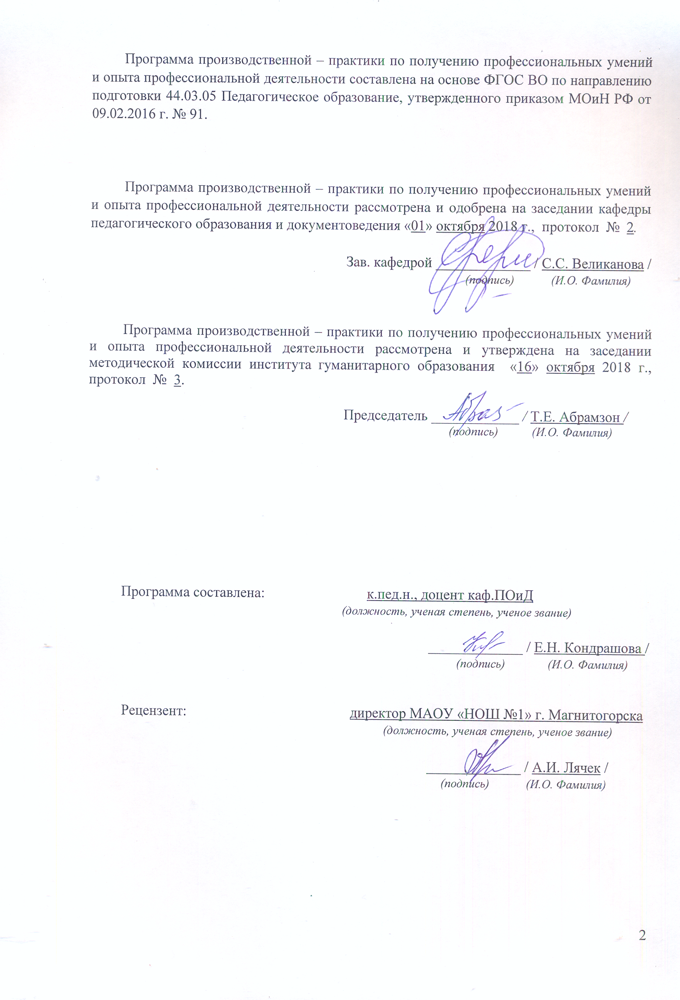 Программа производственной – практики по получению профессиональных умений
и опыта профессиональной деятельности составлена на основе ФГОС ВО по направлению
подготовки 44.03.05 Педагогическое образование, утвержденного приказом МОиН РФ от
09.02.2016 г. № 91.
Программа производственной – практики по получению профессиональных умений
и опыта профессиональной деятельности рассмотрена и одобрена на заседании кафедры
педагогического образования и документоведения «01» октября 2018 г., протокол № 2.
Зав. кафедрой / С.С. Великанова /
(подпись) (И.О. Фамилия)
Программа производственной – практики по получению профессиональных умений
и опыта профессиональной деятельности рассмотрена и утверждена на заседании
методической комиссии института гуманитарного образования «16» октября 2018 г.,
протокол № 3.
Председатель / Т.Е. Абрамзон /
(подпись) (И.О. Фамилия)
Программа составлена: к.пед.н., доцент каф.ПОиД
(должность, ученая степень, ученое звание)
/ Е.Н. Кондрашова /
(подпись) (И.О. Фамилия)
Рецензент: директор МАОУ «НОШ №1» г. Магнитогорска
(должность, ученая степень, ученое звание)
/ А.И. Лячек /
(подпись) (И.О. Фамилия)
2